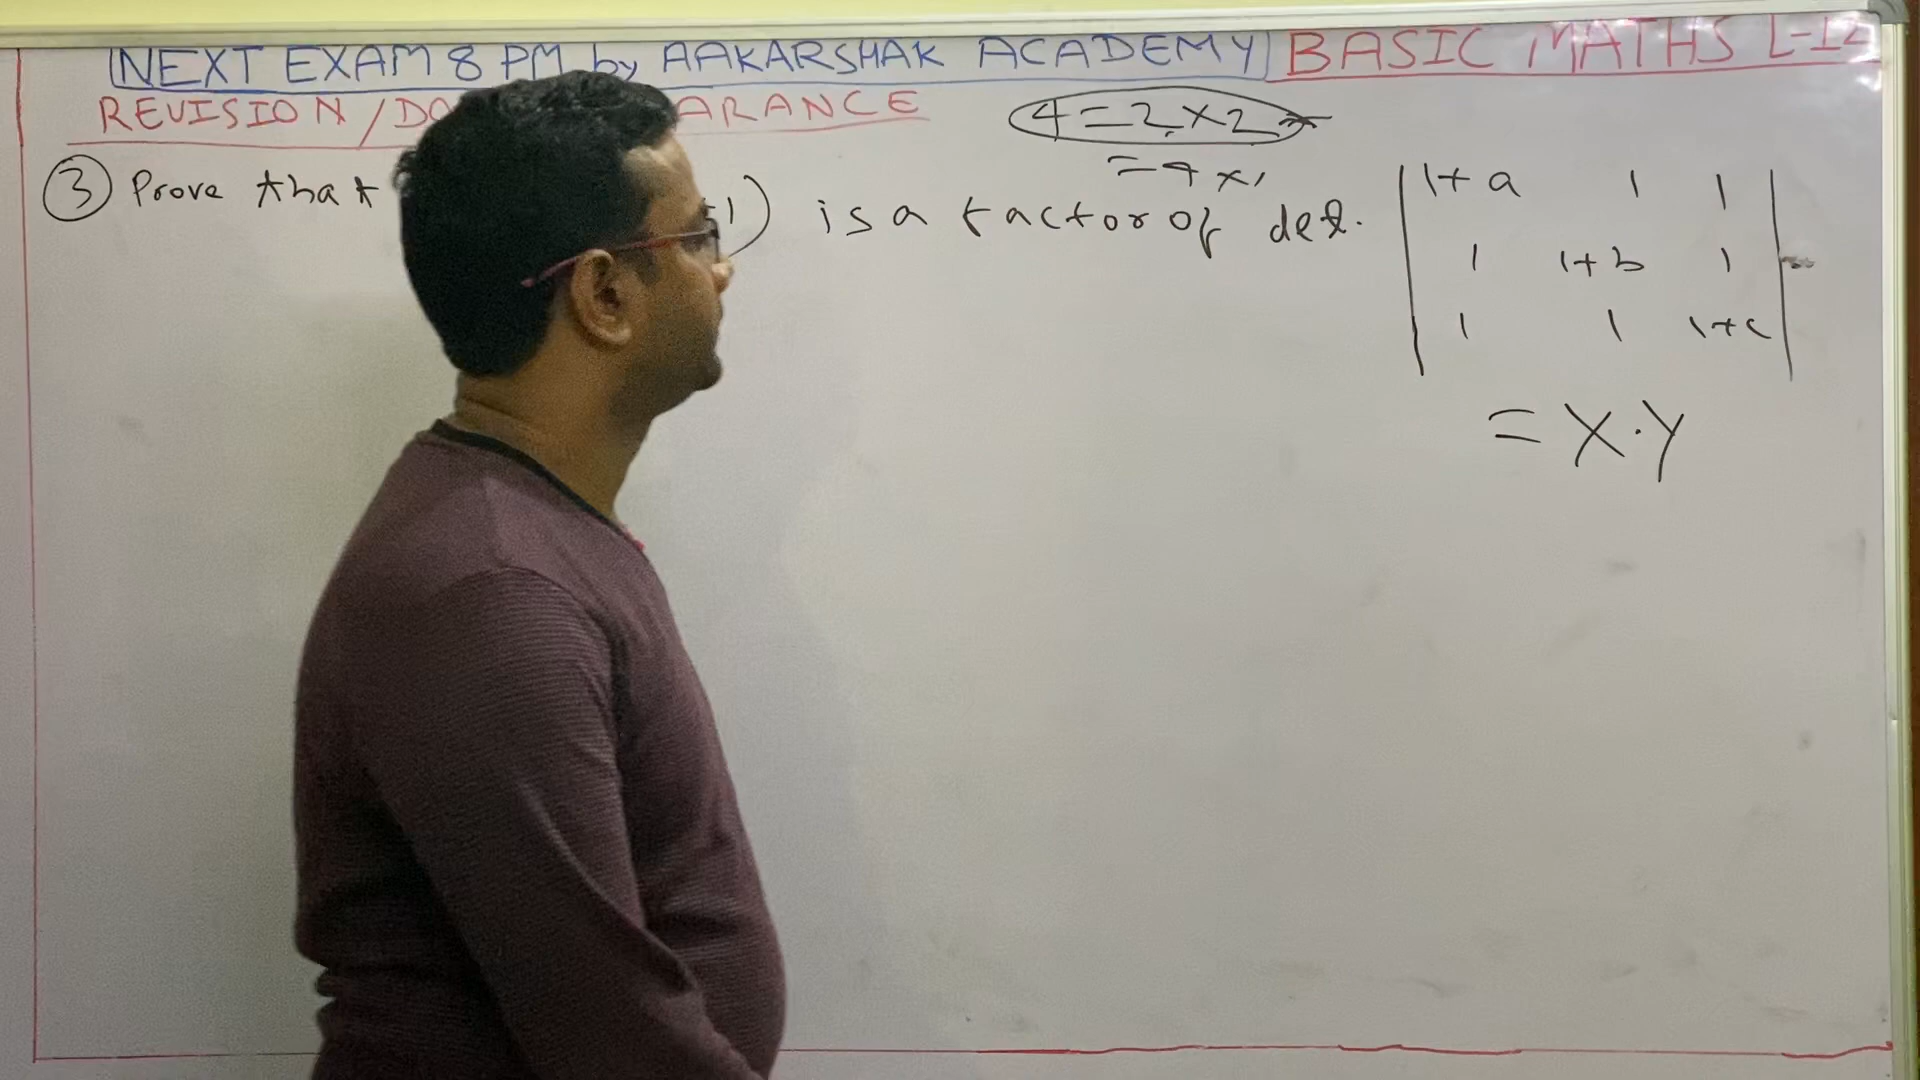 NEXT EXAM 8 PM by AAKARSHAK ACADEMY BASIC MATHS L-12
REVISION / DO ARANCE
4 = 2 × 2
= 4 × 1
③ Prove that +1) is a factor of det.
1+a 1 1
1 1+b 1
1 1 1+c
= X.Y